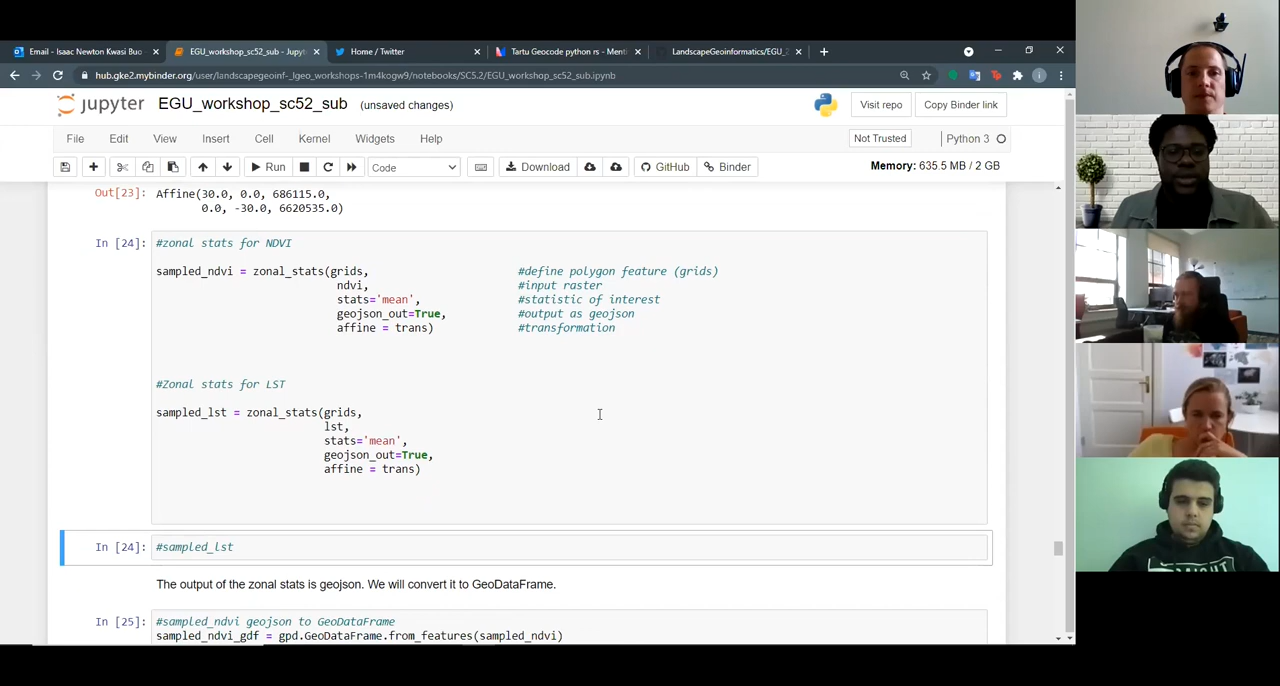 Email - Isaac Newton Kwasi Buo -
EGU_workshop_sc52_sub - Jupyt
Home / Twitter
Tartu Geocode python rs - Menti
LandscapeGeoinformatics/EGU_2
hub.gke2.mybinder.org/user/landscapegeoinf-_lgeo_workshops-1m4kogw9/notebooks/SC5.2/EGU_workshop_sc52_sub.ipynb
jupyter EGU_workshop_sc52_sub (unsaved changes)
Visit repo Copy Binder link
File Edit View Insert Cell Kernel Widgets Help
Not Trusted Python 3
Run Code Download GitHub Binder Memory: 635.5 MB / 2 GB
Out[23]: Affine(30.0, 0.0, 686115.0,
0.0, -30.0, 6620535.0)
In [24]: #zonal stats for NDVI
sampled_ndvi = zonal_stats(grids, #define polygon feature (grids)
ndvi, #input raster
stats='mean', #statistic of interest
geojson_out=True, #output as geojson
affine = trans) #transformation
#Zonal stats for LST
sampled_lst = zonal_stats(grids,
lst,
stats='mean',
geojson_out=True,
affine = trans)
In [24]: #sampled_lst
The output of the zonal stats is geojson. We will convert it to GeoDataFrame.
In [25]: #sampled_ndvi geojson to GeoDataFrame
sampled_ndvi_gdf = gpd.GeoDataFrame.from_features(sampled_ndvi)